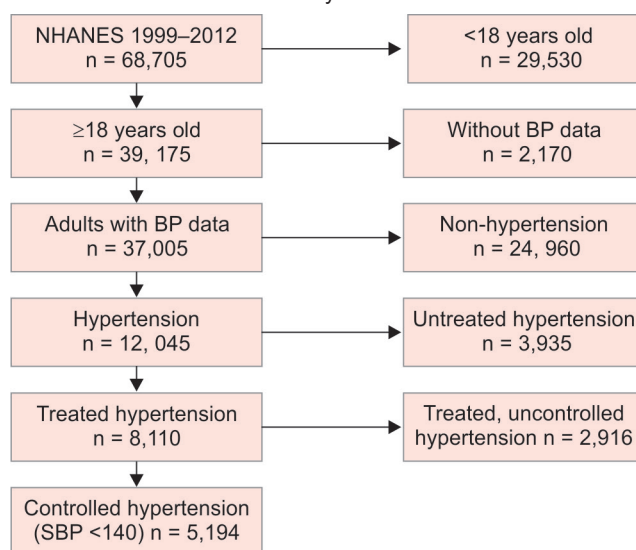 NHANES 1999–2012
n = 68,705
<18 years old
n = 29,530
≥18 years old
n = 39, 175
Without BP data
n = 2,170
Adults with BP data
n = 37,005
Non-hypertension
n = 24, 960
Hypertension
n = 12, 045
Untreated hypertension
n = 3,935
Treated hypertension
n = 8,110
Treated, uncontrolled
hypertension n = 2,916
Controlled hypertension
(SBP <140) n = 5,194